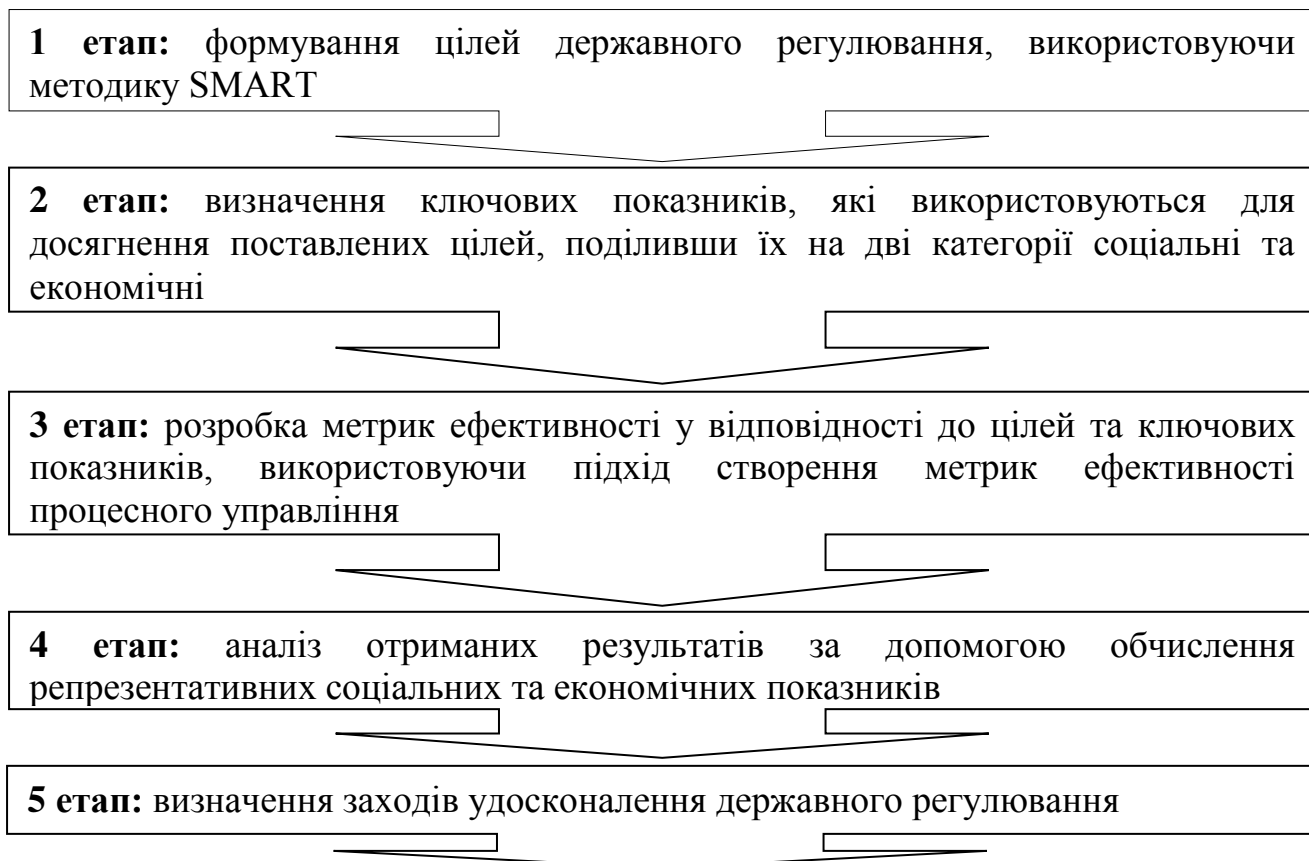 1 етап: формування цілей державного регулювання, використовуючи
методику SMART
2 етап: визначення ключових показників, які використовуються для
досягнення поставлених цілей, поділивши їх на дві категорії соціальні та
економічні
3 етап: розробка метрик ефективності у відповідності до цілей та ключових
показників, використовуючи підхід створення метрик ефективності
процесного управління
4 етап: аналіз отриманих результатів за допомогою обчислення
репрезентативних соціальних та економічних показників
5 етап: визначення заходів удосконалення державного регулювання